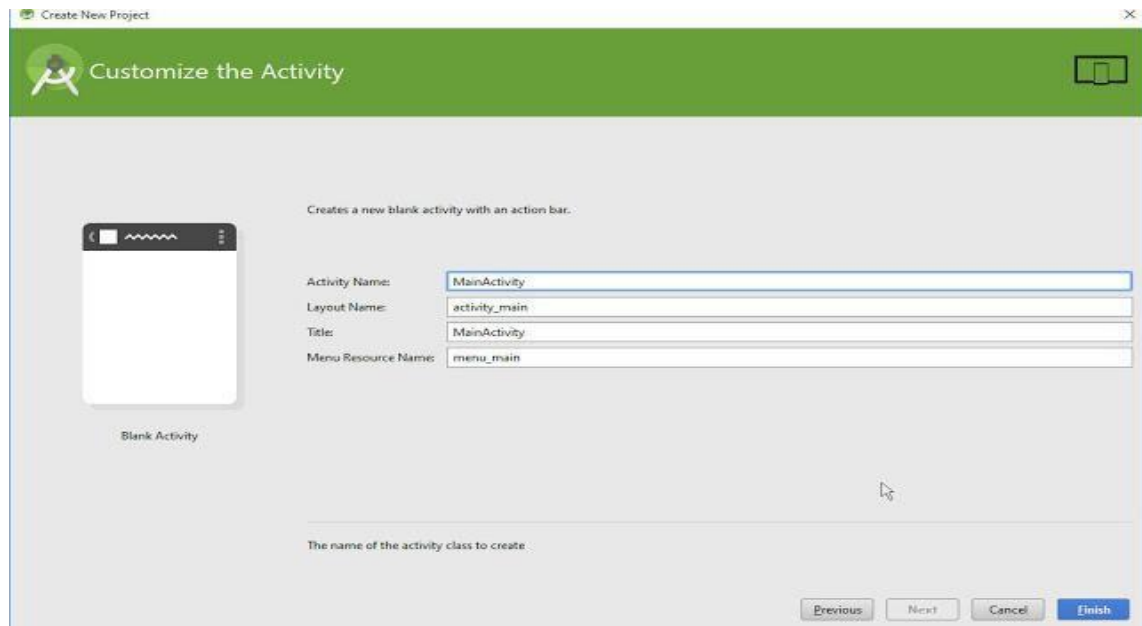 Create New Project
Customize the Activity
Creates a new blank activity with an action bar.
Activity Name: MainActivity
Layout Name: activity_main
Title: MainActivity
Menu Resource Name: menu_main
Blank Activity
The name of the activity class to create
Previous Next Cancel Finish